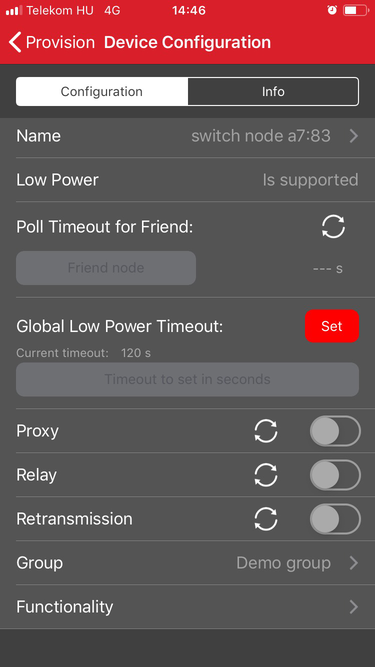 Telekom HU 4G 14:46
Provision Device Configuration
Configuration Info
Name switch node a7:83
Low Power Is supported
Poll Timeout for Friend:
Friend node --- s
Global Low Power Timeout: Set
Current timeout: 120 s
Timeout to set in seconds
Proxy
Relay
Retransmission
Group Demo group
Functionality